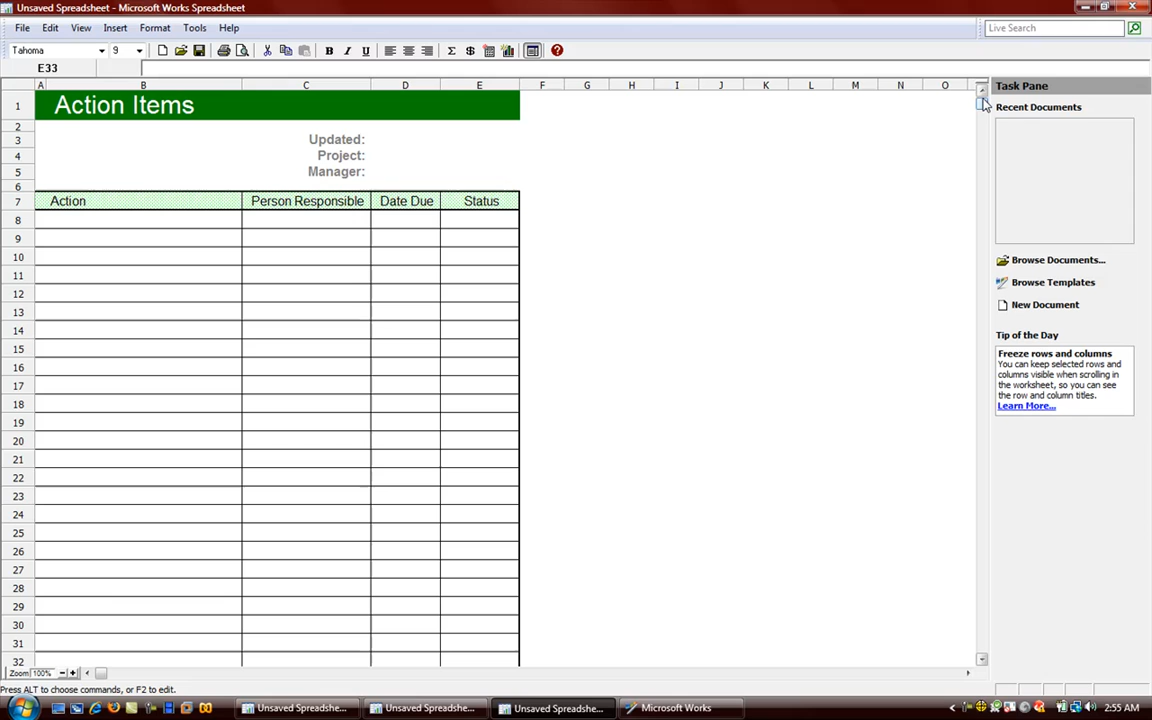 Unsaved Spreadsheet - Microsoft Works Spreadsheet
File Edit View Insert Format Tools Help
Live Search
Tahoma 9 B I U Σ $
E33
A B C D E F G H I J K L M N O
Task Pane
1 Action Items
Recent Documents
2
3 Updated:
4 Project:
5 Manager:
6
7 Action Person Responsible Date Due Status
8
9
10
Browse Documents...
11
Browse Templates
12
New Document
13
14
Tip of the Day
15
Freeze rows and columns
You can keep selected rows and
16
columns visible when scrolling in
the worksheet, so you can see
17
the row and column titles.
18
Learn More...
19
20
21
22
23
24
25
26
27
28
29
30
31
32
Zoom 100%
Press ALT to choose commands, or F2 to edit.
Unsaved Spreadshe... Unsaved Spreadshe... Unsaved Spreadshe... Microsoft Works 2:55 AM